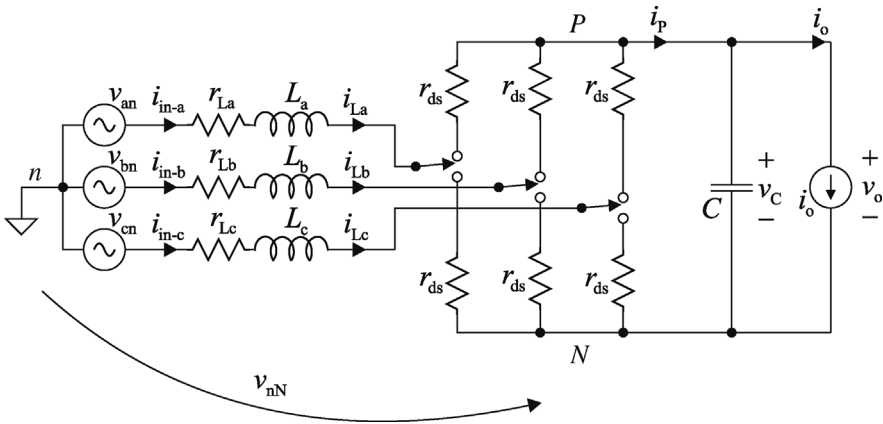 P i_P i_o
v_an i_in-a r_La L_a i_La r_ds r_ds r_ds
n v_bn i_in-b r_Lb L_b i_Lb + +
C v_C i_o v_o
v_cn i_in-c r_Lc L_c i_Lc − −
r_ds r_ds r_ds
N
v_nN